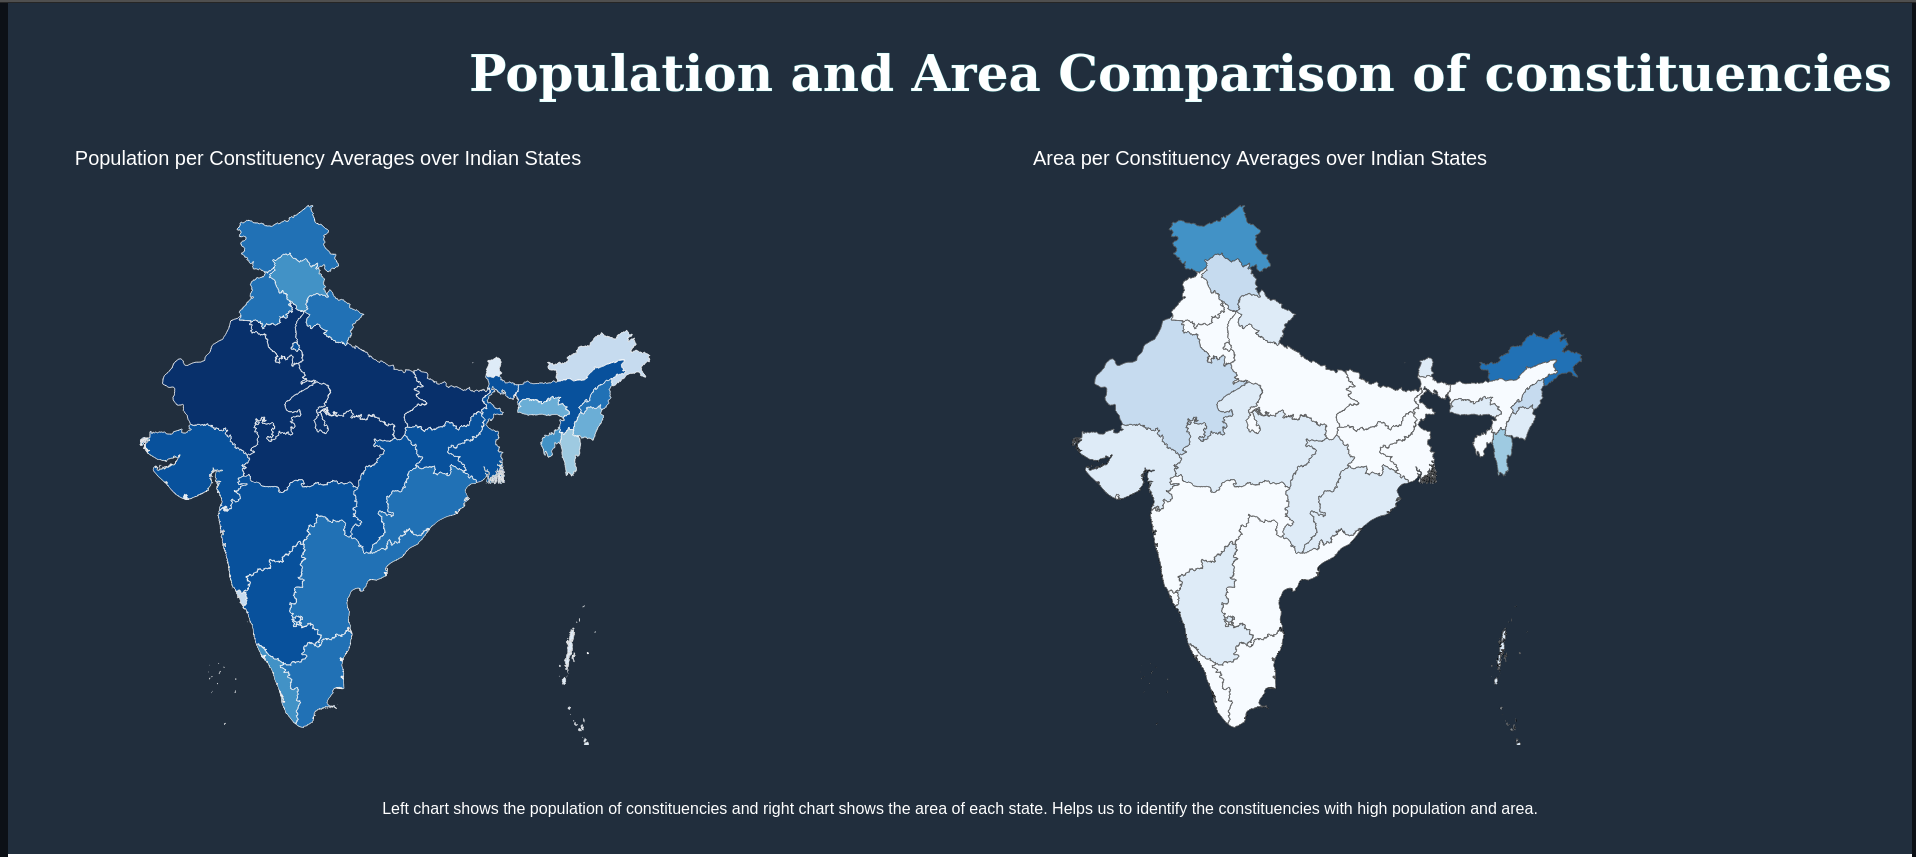 Population and Area Comparison of constituencies
Population per Constituency Averages over Indian States
Area per Constituency Averages over Indian States
Left chart shows the population of constituencies and right chart shows the area of each state. Helps us to identify the constituencies with high population and area.